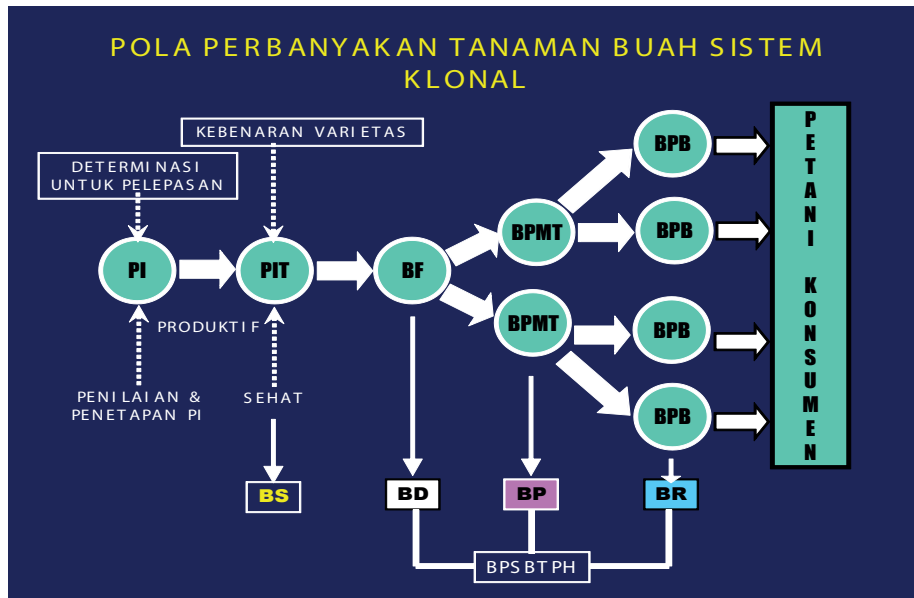 POLA PERBANYAKAN TANAMAN BUAH SISTEM
KLONAL
KEBENARAN VARIETAS
DETERMINASI
UNTUK PELEPASAN
PI
PIT
BF
BPMT
BPMT
BPB
BPB
BPB
BPB
PETANI KONSUMEN
PRODUKTIF
PENILAIAN &
PENETAPAN PI
SEHAT
BS
BD
BP
BR
BPSBTPH